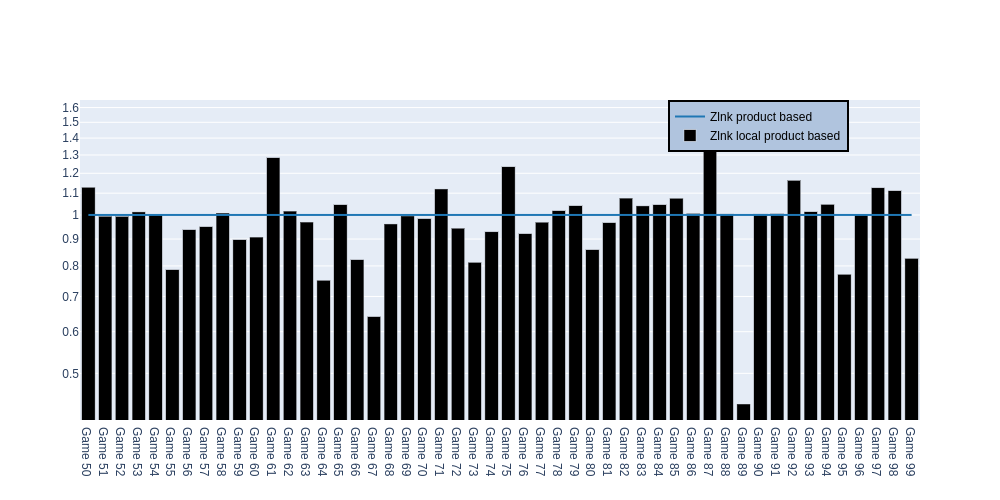 1.6
1.5
1.4
1.3
1.2
1.1
1
0.9
0.8
0.7
0.6
0.5
Zlnk product based
Zlnk local product based
Game 50
Game 51
Game 52
Game 53
Game 54
Game 55
Game 56
Game 57
Game 58
Game 59
Game 60
Game 61
Game 62
Game 63
Game 64
Game 65
Game 66
Game 67
Game 68
Game 69
Game 70
Game 71
Game 72
Game 73
Game 74
Game 75
Game 76
Game 77
Game 78
Game 79
Game 80
Game 81
Game 82
Game 83
Game 84
Game 85
Game 86
Game 87
Game 88
Game 89
Game 90
Game 91
Game 92
Game 93
Game 94
Game 95
Game 96
Game 97
Game 98
Game 99